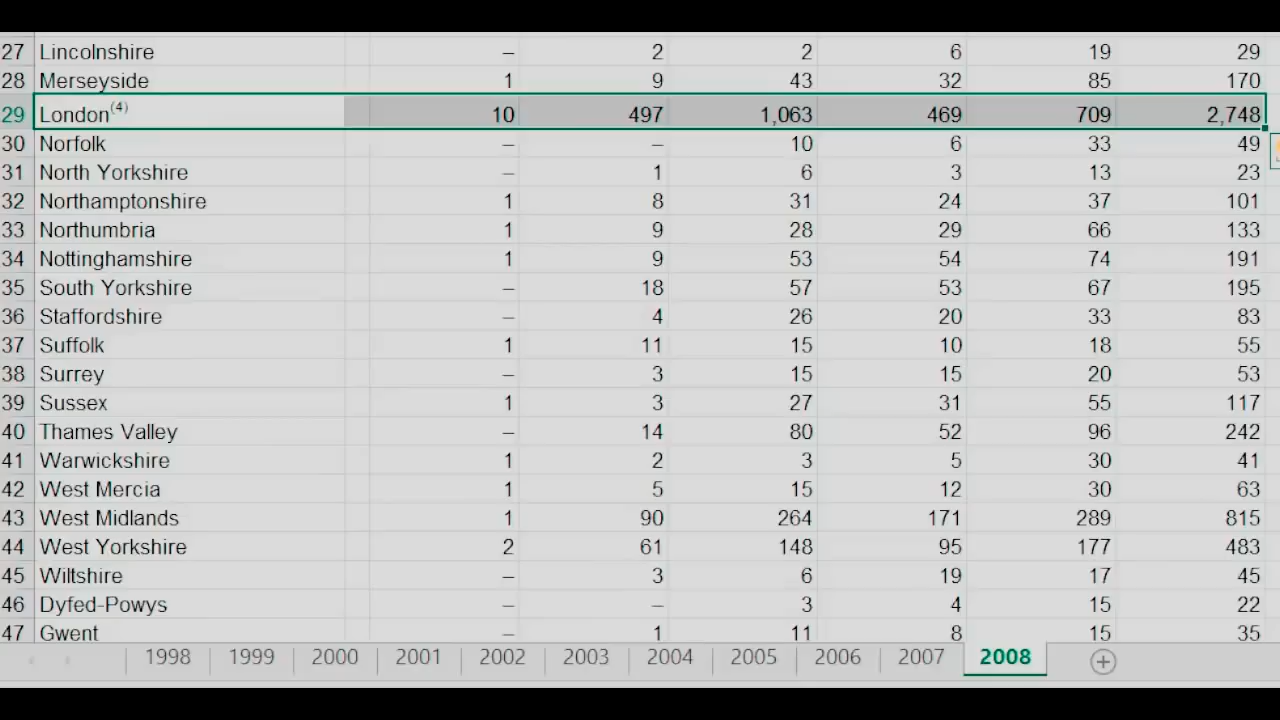 27 Lincolnshire – 2 2 6 19 29
28 Merseyside 1 9 43 32 85 170
29 London(4) 10 497 1,063 469 709 2,748
30 Norfolk – – 10 6 33 49
31 North Yorkshire – 1 6 3 13 23
32 Northamptonshire 1 8 31 24 37 101
33 Northumbria 1 9 28 29 66 133
34 Nottinghamshire 1 9 53 54 74 191
35 South Yorkshire – 18 57 53 67 195
36 Staffordshire – 4 26 20 33 83
37 Suffolk 1 11 15 10 18 55
38 Surrey – 3 15 15 20 53
39 Sussex 1 3 27 31 55 117
40 Thames Valley – 14 80 52 96 242
41 Warwickshire 1 2 3 5 30 41
42 West Mercia 1 5 15 12 30 63
43 West Midlands 1 90 264 171 289 815
44 West Yorkshire 2 61 148 95 177 483
45 Wiltshire – 3 6 19 17 45
46 Dyfed-Powys – – 3 4 15 22
47 Gwent – 1 11 8 15 35
1998 1999 2000 2001 2002 2003 2004 2005 2006 2007 2008